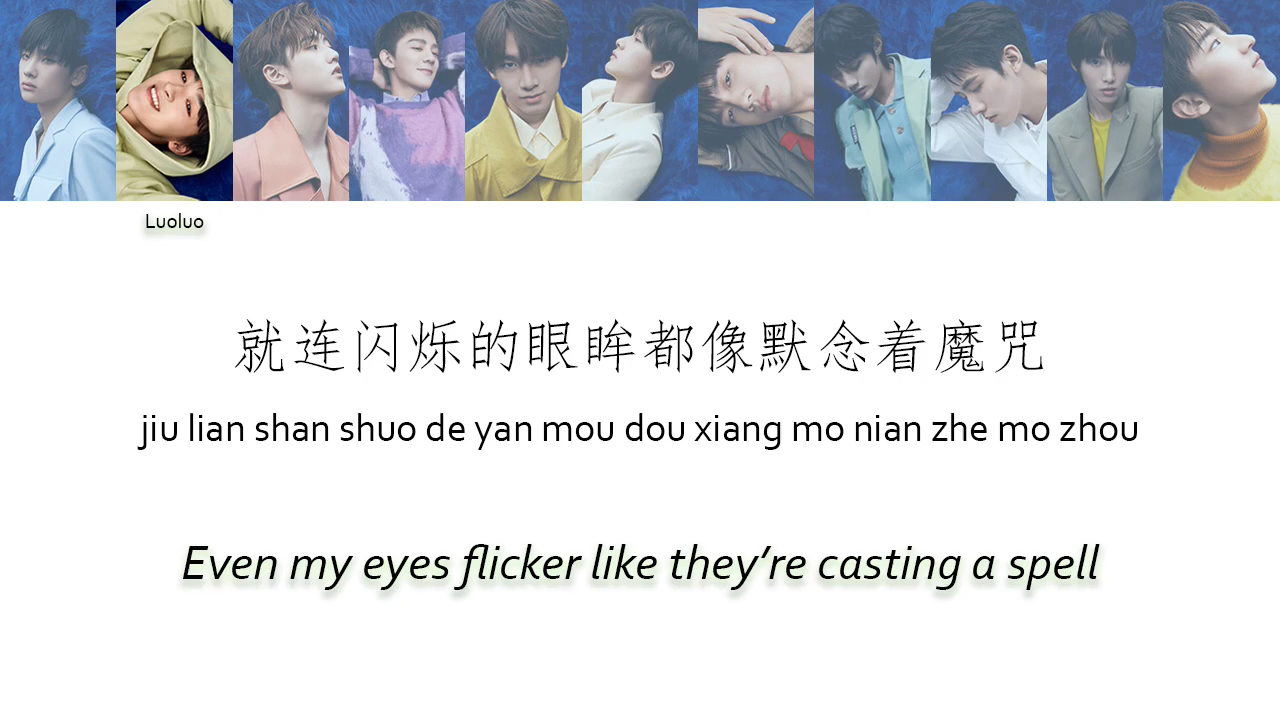 Luoluo
就连闪烁的眼眸都像默念着魔咒
jiu lian shan shuo de yan mou dou xiang mo nian zhe mo zhou
Even my eyes flicker like they’re casting a spell